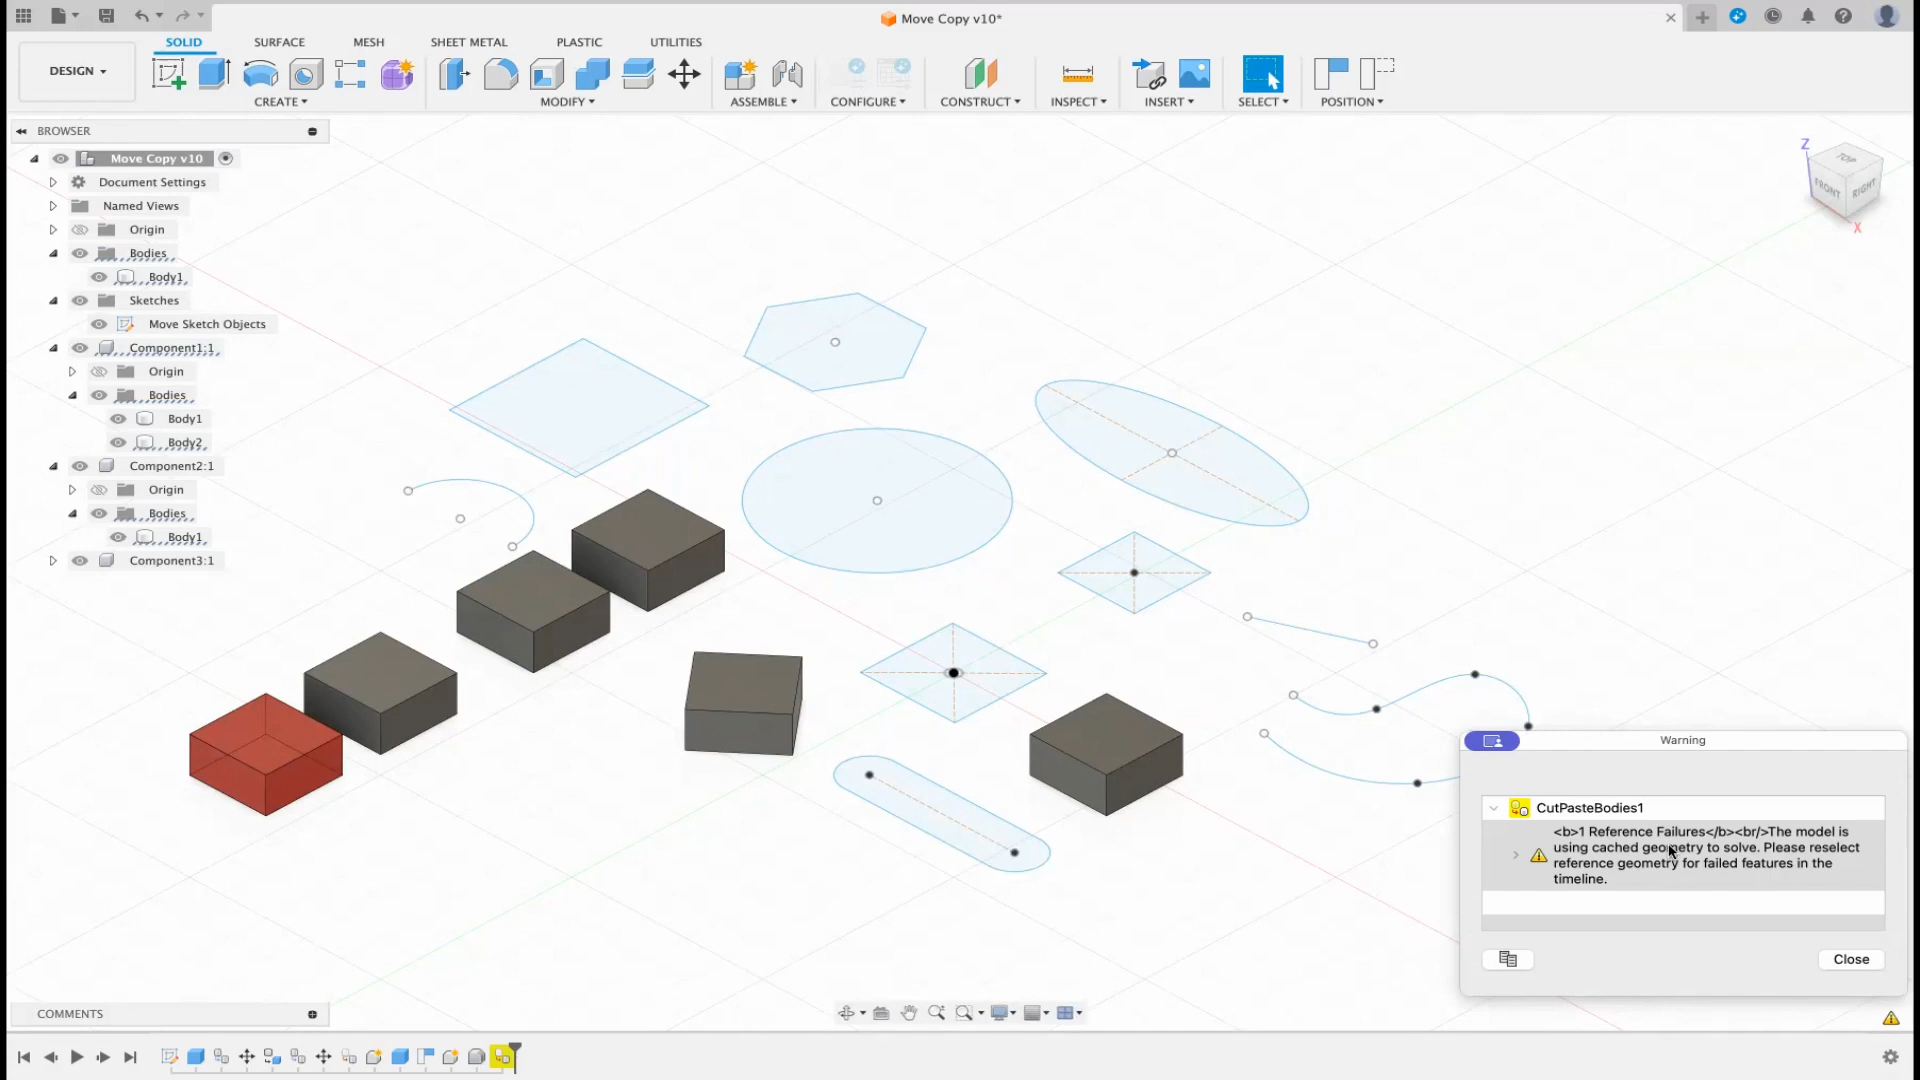 Move Copy v10*
SOLID
SURFACE
MESH
SHEET METAL
PLASTIC
UTILITIES
DESIGN
CREATE
MODIFY
ASSEMBLE
CONFIGURE
CONSTRUCT
INSPECT
INSERT
SELECT
POSITION
BROWSER
Move Copy v10
Document Settings
Named Views
Origin
Bodies
Body1
Sketches
Move Sketch Objects
Component1:1
Origin
Bodies
Body1
Body2
Component2:1
Origin
Bodies
Body1
Component3:1
Z
TOP
FRONT
RIGHT
X
Warning
CutPasteBodies1
<b>1 Reference Failures</b><br/>The model is
using cached geometry to solve. Please reselect
reference geometry for failed features in the
timeline.
Close
COMMENTS